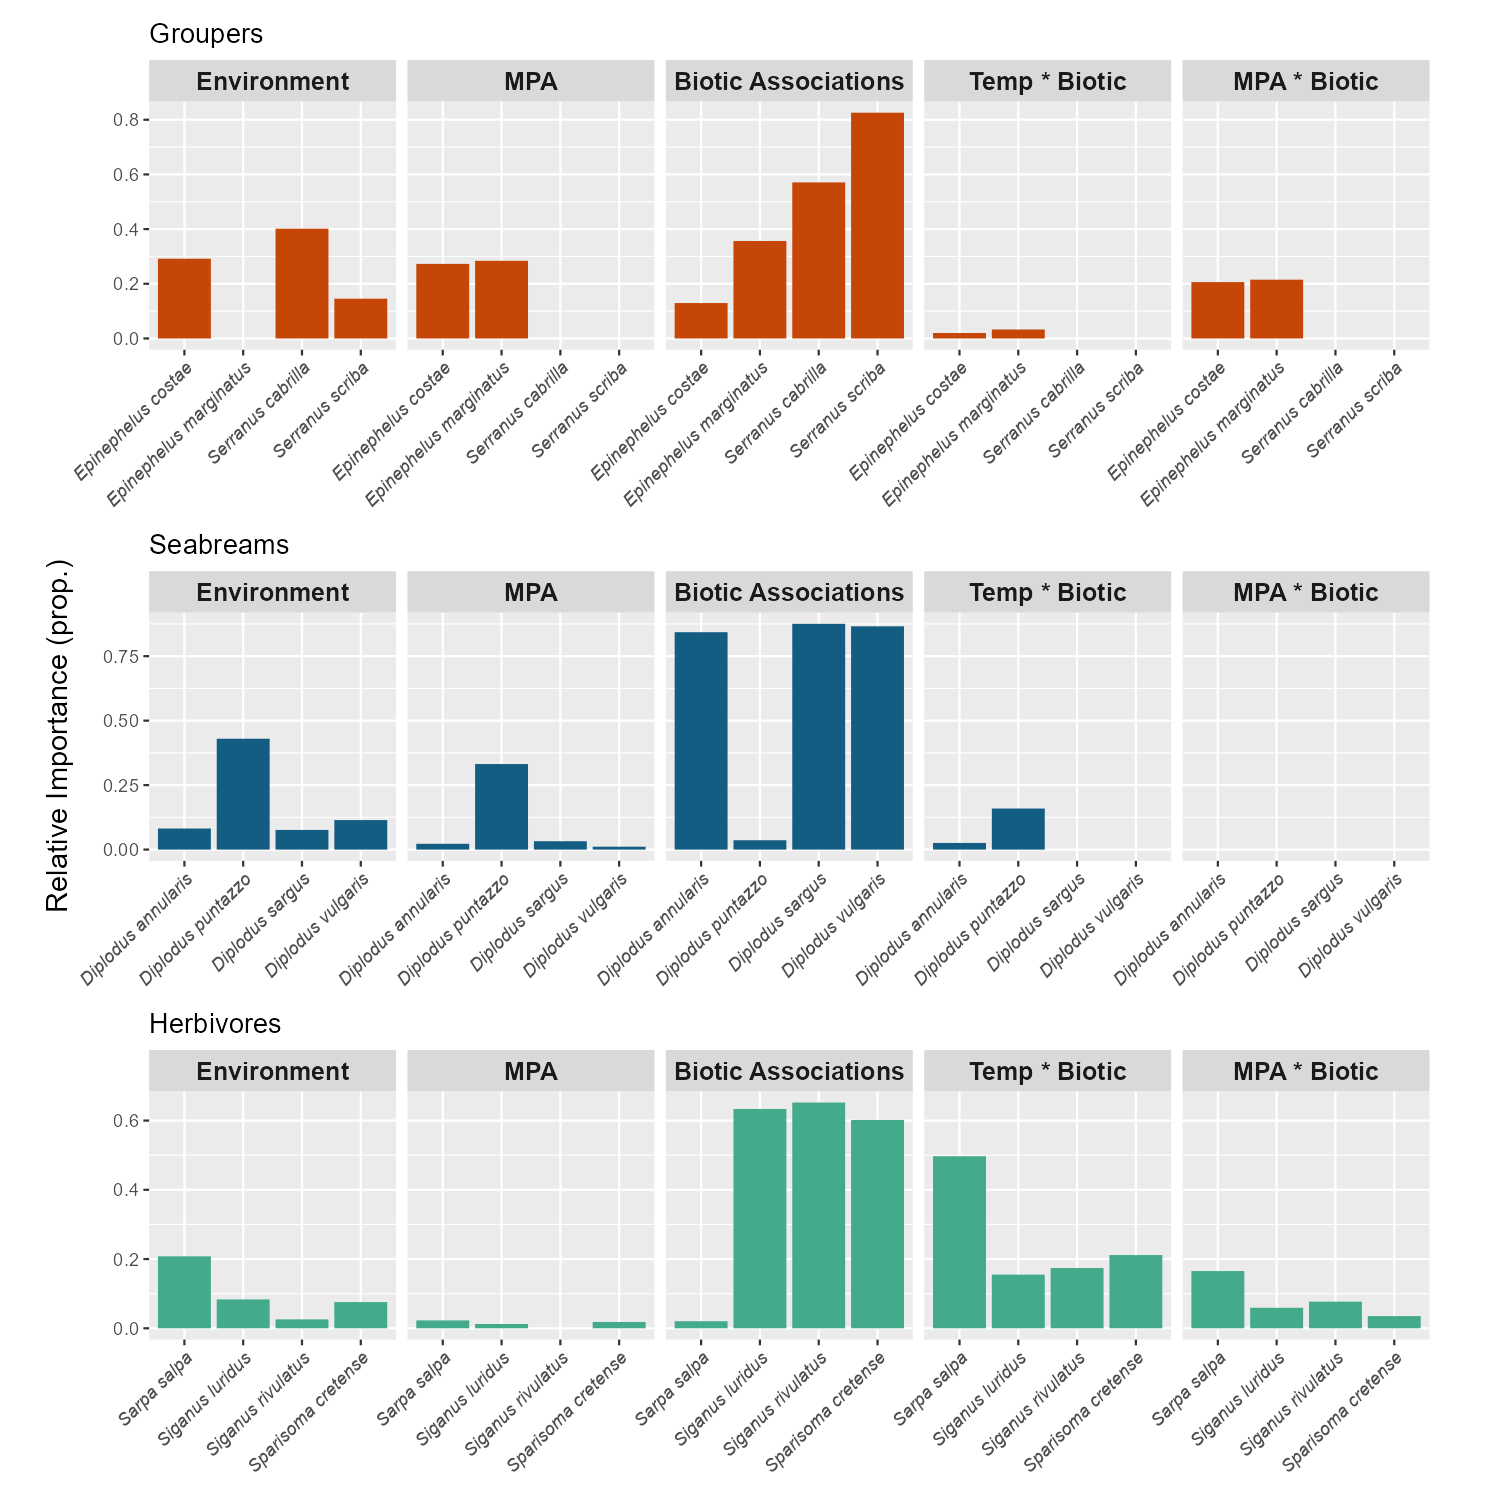 Groupers
Environment MPA Biotic Associations Temp * Biotic MPA * Biotic
0.8
0.6
0.4
0.2
0.0
Epinephelus costae Epinephelus marginatus Serranus cabrilla Serranus scriba Epinephelus costae Epinephelus marginatus Serranus cabrilla Serranus scriba Epinephelus costae Epinephelus marginatus Serranus cabrilla Serranus scriba Epinephelus costae Epinephelus marginatus Serranus cabrilla Serranus scriba Epinephelus costae Epinephelus marginatus Serranus cabrilla Serranus scriba
Relative Importance (prop.)
Seabreams
Environment MPA Biotic Associations Temp * Biotic MPA * Biotic
0.75
0.50
0.25
0.00
Diplodus annularis Diplodus puntazzo Diplodus sargus Diplodus vulgaris Diplodus annularis Diplodus puntazzo Diplodus sargus Diplodus vulgaris Diplodus annularis Diplodus puntazzo Diplodus sargus Diplodus vulgaris Diplodus annularis Diplodus puntazzo Diplodus sargus Diplodus vulgaris Diplodus annularis Diplodus puntazzo Diplodus sargus Diplodus vulgaris
Herbivores
Environment MPA Biotic Associations Temp * Biotic MPA * Biotic
0.6
0.4
0.2
0.0
Sarpa salpa Siganus luridus Siganus rivulatus Sparisoma cretense Sarpa salpa Siganus luridus Siganus rivulatus Sparisoma cretense Sarpa salpa Siganus luridus Siganus rivulatus Sparisoma cretense Sarpa salpa Siganus luridus Siganus rivulatus Sparisoma cretense Sarpa salpa Siganus luridus Siganus rivulatus Sparisoma cretense